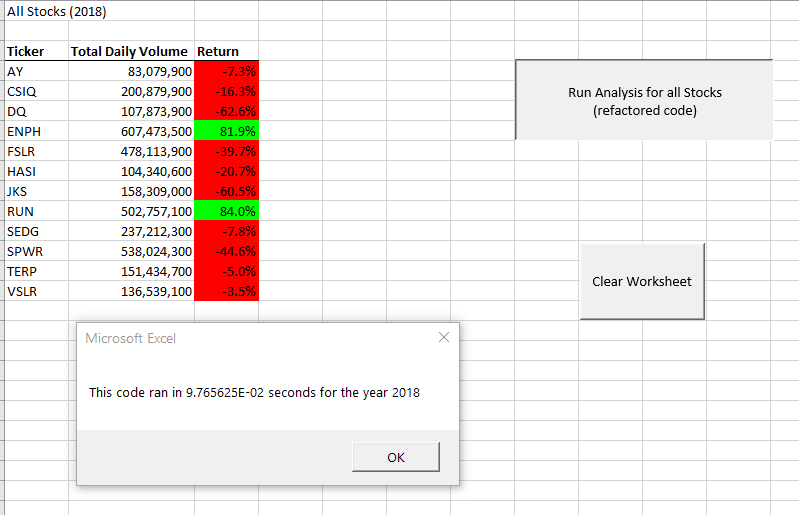 All Stocks (2018)
Ticker Total Daily Volume Return
AY 83,079,900 -7.3%
CSIQ 200,879,900 -16.3%
DQ 107,873,900 -62.6%
ENPH 607,473,500 81.9%
FSLR 478,113,900 -39.7%
HASI 104,340,600 -20.7%
JKS 158,309,000 -60.5%
RUN 502,757,100 84.0%
SEDG 237,212,300 -7.8%
SPWR 538,024,300 -44.6%
TERP 151,434,700 -5.0%
VSLR 136,539,100 -3.5%
Run Analysis for all Stocks
(refactored code)
Clear Worksheet
Microsoft Excel
This code ran in 9.765625E-02 seconds for the year 2018
OK